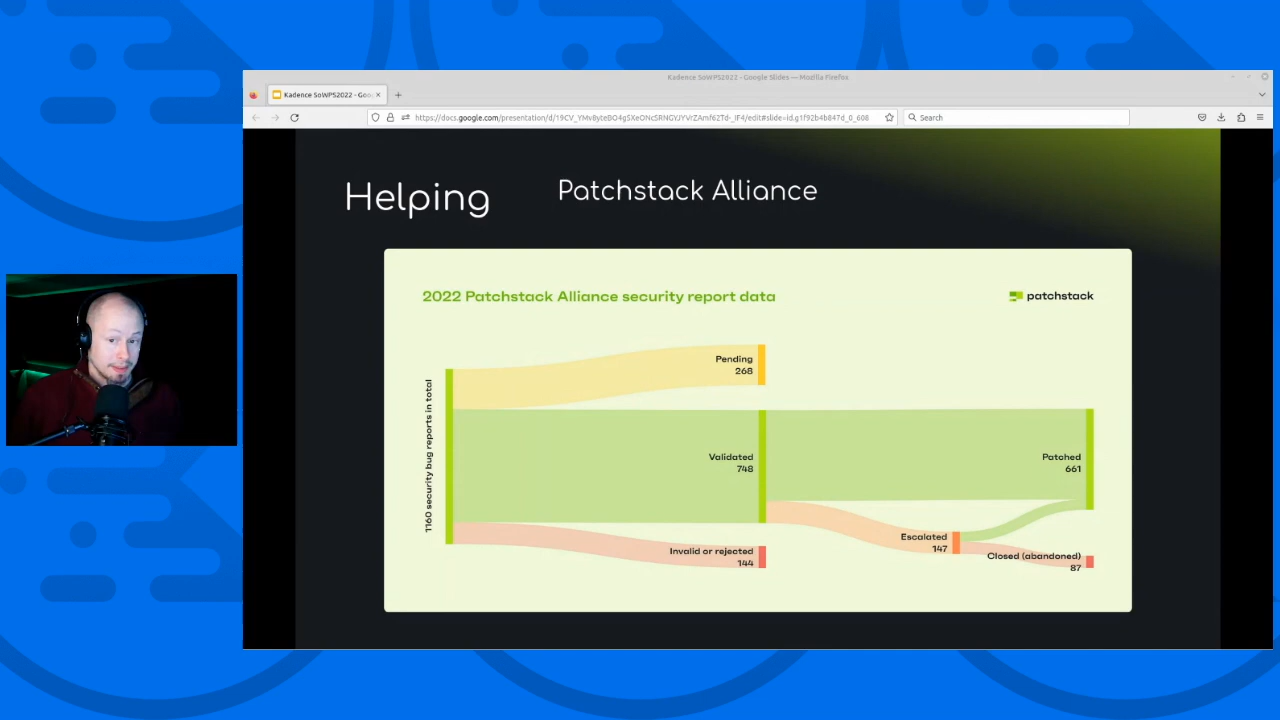 Kadence SoWPS2022 - Google Slides — Mozilla Firefox
Kadence SoWPS2022 - Goo
Search
Helping
Patchstack Alliance
2022 Patchstack Alliance security report data
patchstack
1160 security bug reports in total
Pending
268
Validated
748
Invalid or rejected
144
Escalated
147
Patched
661
Closed (abandoned)
87